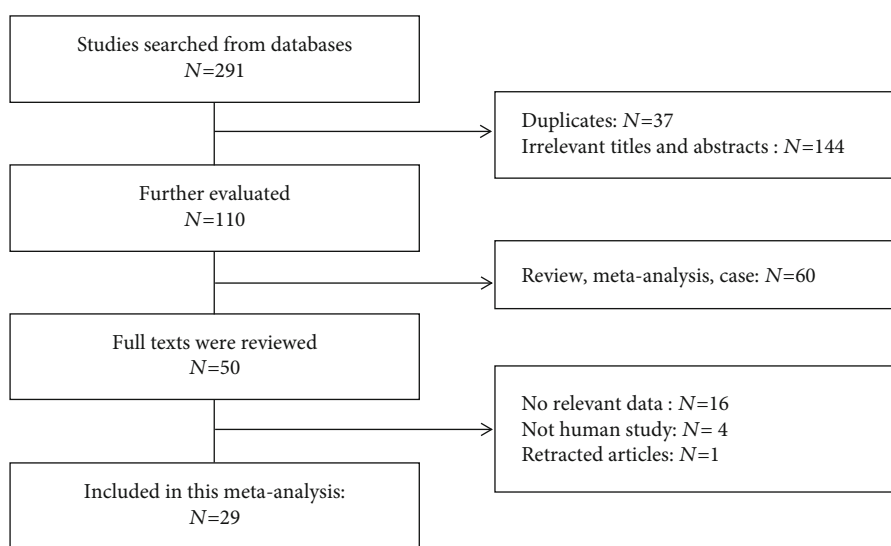 Studies searched from databases
N=291
Duplicates: N=37
Irrelevant titles and abstracts : N=144
Further evaluated
N=110
Review, meta-analysis, case: N=60
Full texts were reviewed
N=50
No relevant data : N=16
Not human study: N= 4
Retracted articles: N=1
Included in this meta-analysis:
N=29